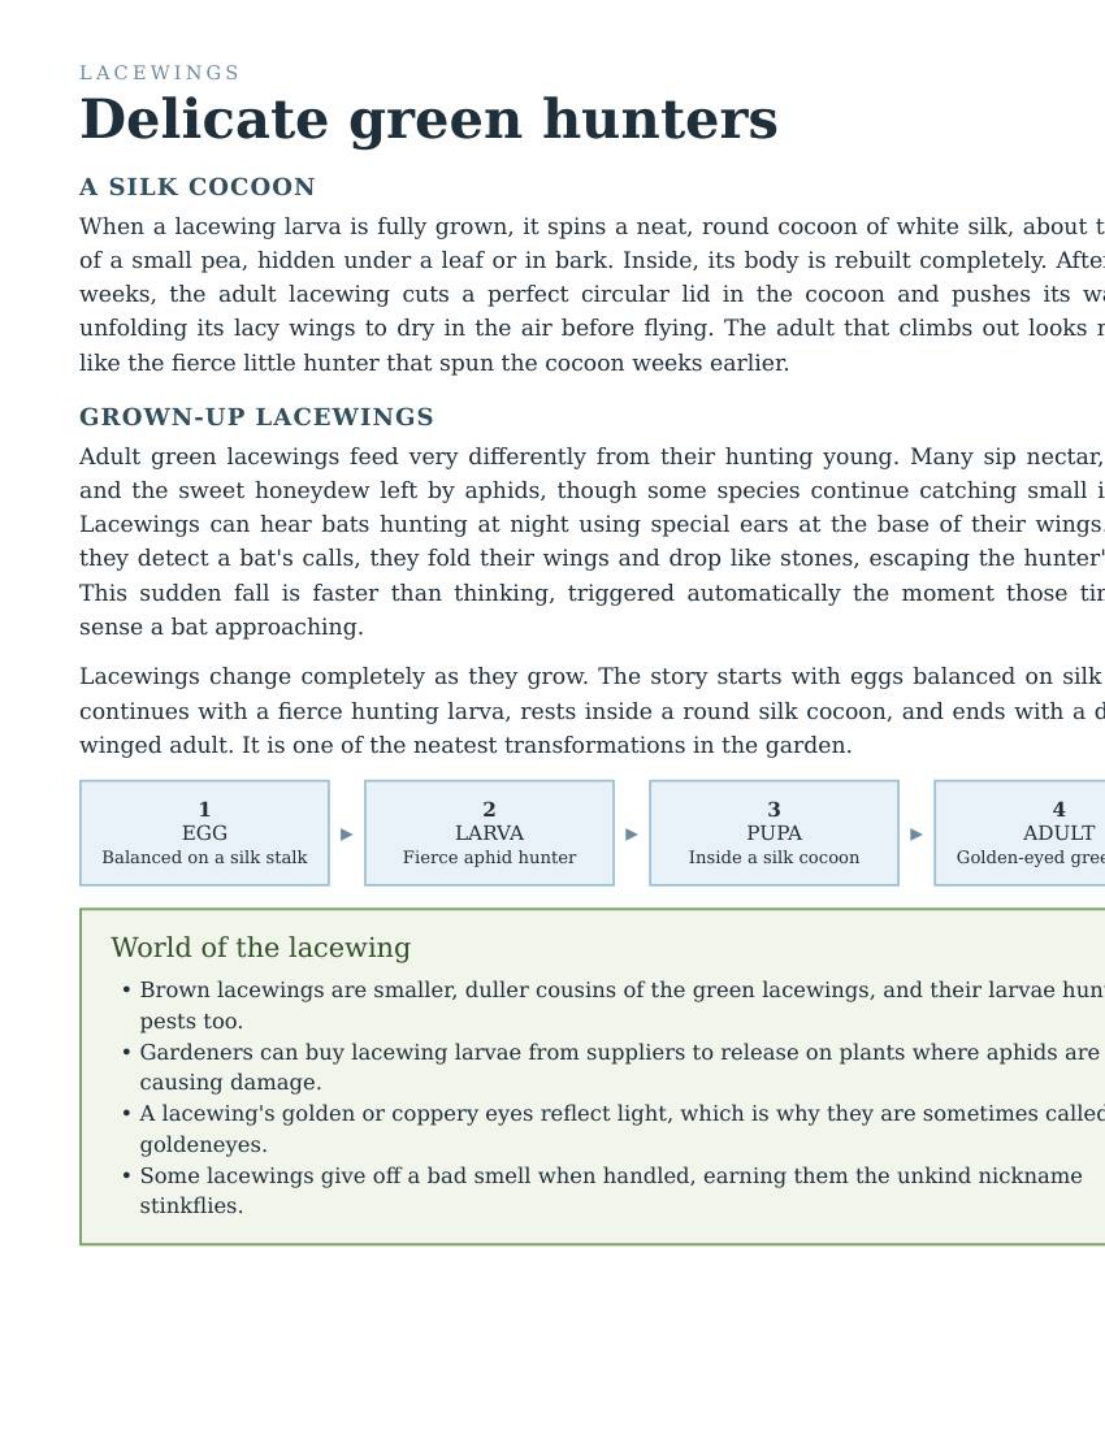 LACEWINGS
Delicate green hunters
A SILK COCOON
When a lacewing larva is fully grown, it spins a neat, round cocoon of white silk, about
of a small pea, hidden under a leaf or in bark. Inside, its body is rebuilt completely.
weeks, the adult lacewing cuts a perfect circular lid in the cocoon and pushes its
unfolding its lacy wings to dry in the air before flying. The adult that climbs out looks
like the fierce little hunter that spun the cocoon weeks earlier.
GROWN-UP LACEWINGS
Adult green lacewings feed very differently from their hunting young. Many sip nectar,
and the sweet honeydew left by aphids, though some species continue catching small
Lacewings can hear bats hunting at night using special ears at the base of their wings.
they detect a bat's calls, they fold their wings and drop like stones, escaping the
This sudden fall is faster than thinking, triggered automatically the moment those
sense a bat approaching.
Lacewings change completely as they grow. The story starts with eggs balanced on silk
continues with a fierce hunting larva, rests inside a round silk cocoon, and ends with a
winged adult. It is one of the neatest transformations in the garden.
1
EGG
Balanced on a silk stalk
▸
2
LARVA
Fierce aphid hunter
▸
3
PUPA
Inside a silk cocoon
▸
4
ADULT
Golden-eyed
World of the lacewing
• Brown lacewings are smaller, duller cousins of the green lacewings, and their larvae
pests too.
• Gardeners can buy lacewing larvae from suppliers to release on plants where aphids are
causing damage.
• A lacewing's golden or coppery eyes reflect light, which is why they are sometimes called
goldeneyes.
• Some lacewings give off a bad smell when handled, earning them the unkind nickname
stinkflies.